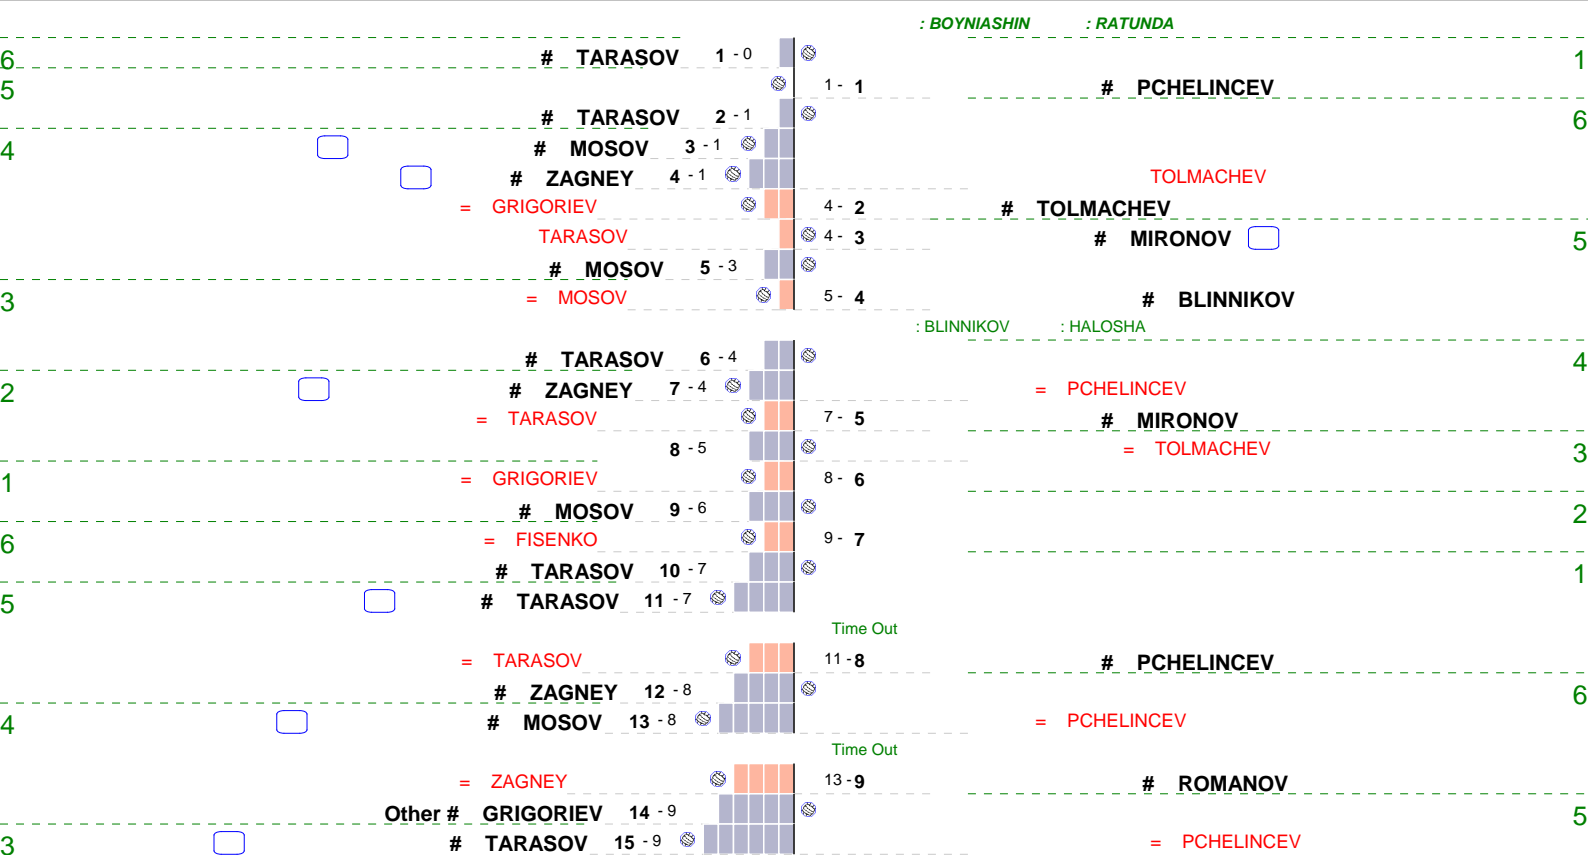 : BOYNIASHIN : RATUNDA
6 # TARASOV 1 - 0 1
5 1 - 1 # PCHELINCEV
# TARASOV 2 - 1 6
4 # MOSOV 3 - 1
# ZAGNEY 4 - 1 TOLMACHEV
= GRIGORIEV 4 - 2 # TOLMACHEV
TARASOV 4 - 3 # MIRONOV 5
# MOSOV 5 - 3
3 = MOSOV 5 - 4 # BLINNIKOV
: BLINNIKOV : HALOSHA
# TARASOV 6 - 4 4
2 # ZAGNEY 7 - 4 = PCHELINCEV
= TARASOV 7 - 5 # MIRONOV
8 - 5 = TOLMACHEV 3
1 = GRIGORIEV 8 - 6
# MOSOV 9 - 6 2
6 = FISENKO 9 - 7
# TARASOV 10 - 7 1
5 # TARASOV 11 - 7
Time Out
= TARASOV 11 - 8 # PCHELINCEV
# ZAGNEY 12 - 8 6
4 # MOSOV 13 - 8 = PCHELINCEV
Time Out
= ZAGNEY 13 - 9 # ROMANOV
Other # GRIGORIEV 14 - 9 5
3 # TARASOV 15 - 9 = PCHELINCEV